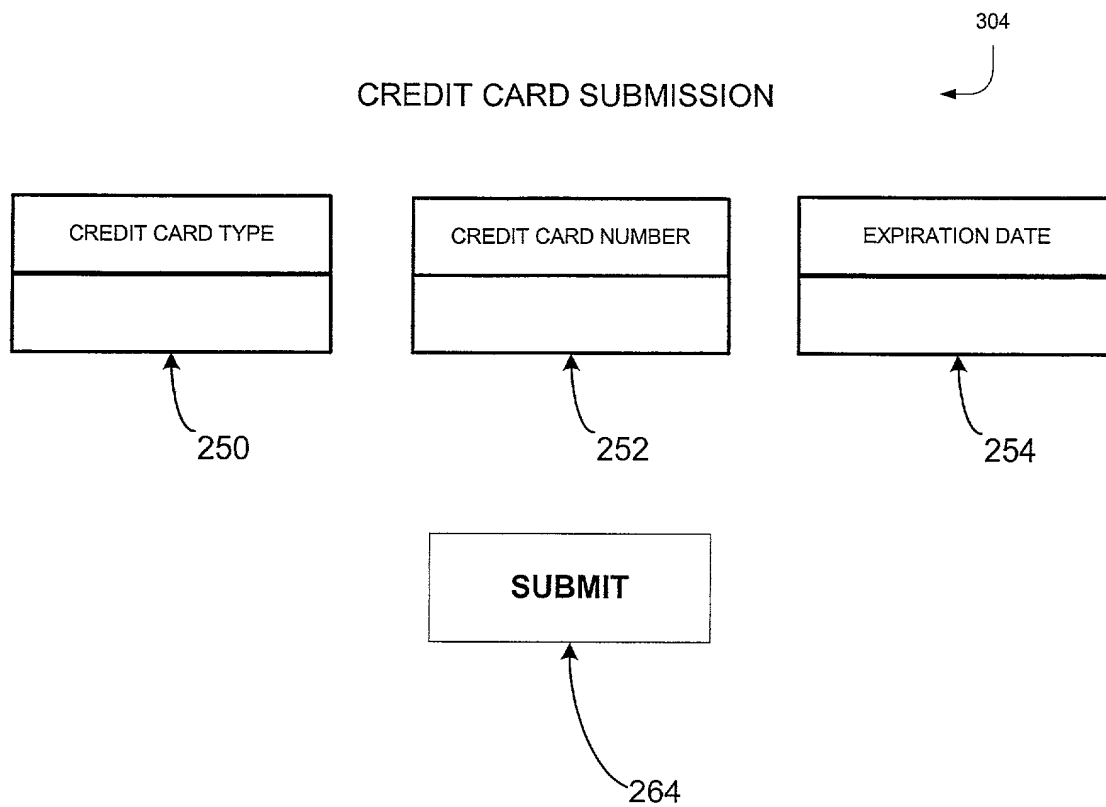 304
CREDIT CARD SUBMISSION
CREDIT CARD TYPE
CREDIT CARD NUMBER
EXPIRATION DATE
250
252
254
SUBMIT
264